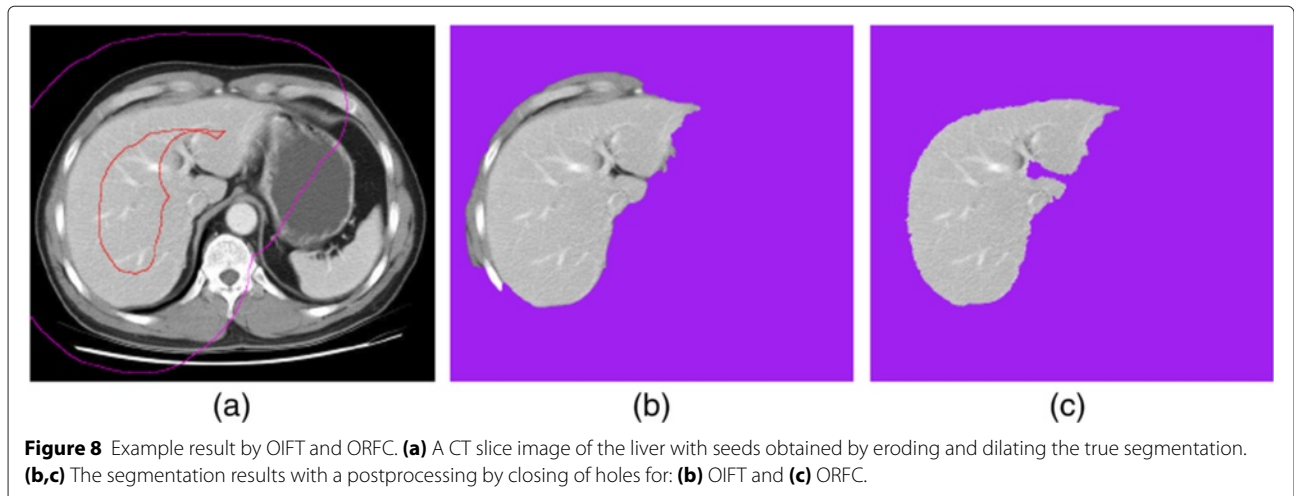 (a)
(b)
(c)
Figure 8 Example result by OIFT and ORFC. (a) A CT slice image of the liver with seeds obtained by eroding and dilating the true segmentation.
(b,c) The segmentation results with a postprocessing by closing of holes for: (b) OIFT and (c) ORFC.